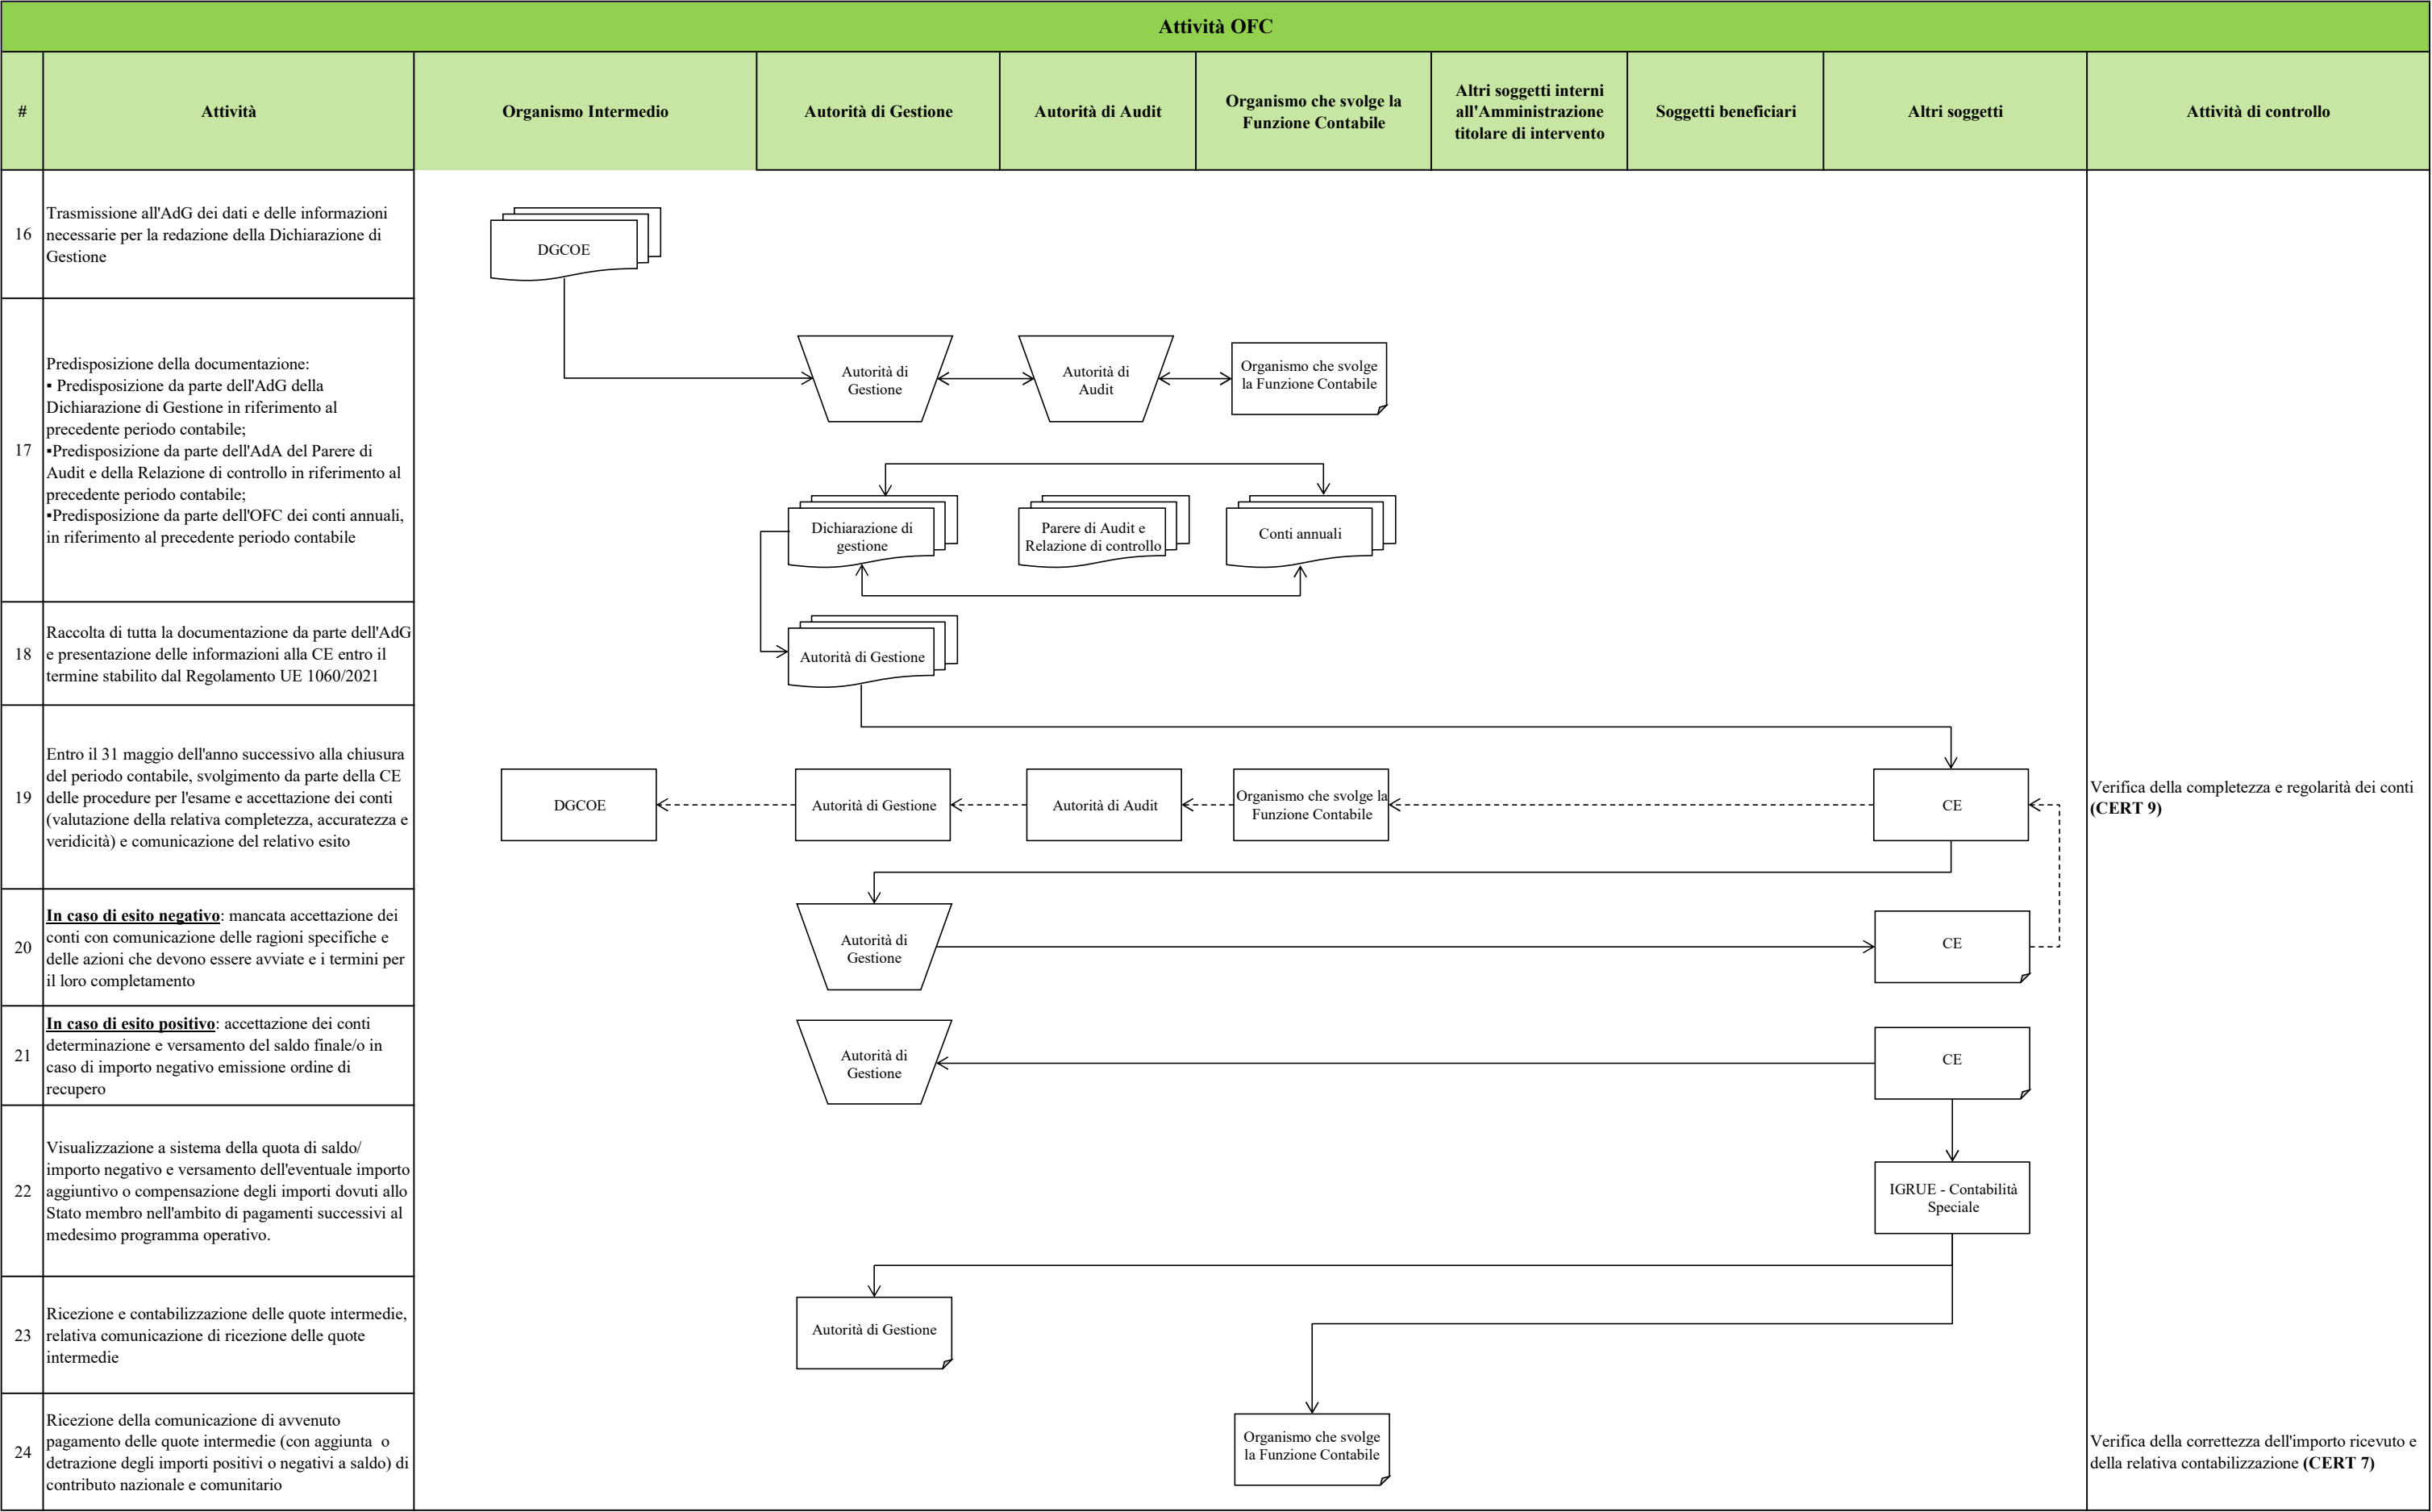 Attività OFC
#
Attività
Organismo Intermedio
Autorità di Gestione
Autorità di Audit
Organismo che svolge la
Funzione Contabile
Altri soggetti interni
all'Amministrazione
titolare di intervento
Soggetti beneficiari
Altri soggetti
Attività di controllo
16
Trasmissione all'AdG dei dati e delle informazioni
necessarie per la redazione della Dichiarazione di
Gestione
DGCOE
17
Predisposizione della documentazione:
▪ Predisposizione da parte dell'AdG della
Dichiarazione di Gestione in riferimento al
precedente periodo contabile;
▪Predisposizione da parte dell'AdA del Parere di
Audit e della Relazione di controllo in riferimento al
precedente periodo contabile;
▪Predisposizione da parte dell'OFC dei conti annuali,
in riferimento al precedente periodo contabile
Autorità di
Gestione
Autorità di
Audit
Organismo che svolge
la Funzione Contabile
Dichiarazione di
gestione
Parere di Audit e
Relazione di controllo
Conti annuali
18
Raccolta di tutta la documentazione da parte dell'AdG
e presentazione delle informazioni alla CE entro il
termine stabilito dal Regolamento UE 1060/2021
Autorità di Gestione
19
Entro il 31 maggio dell'anno successivo alla chiusura
del periodo contabile, svolgimento da parte della CE
delle procedure per l'esame e accettazione dei conti
(valutazione della relativa completezza, accuratezza e
veridicità) e comunicazione del relativo esito
DGCOE
Autorità di Gestione
Autorità di Audit
Organismo che svolge la
Funzione Contabile
CE
Verifica della completezza e regolarità dei conti
(CERT 9)
20
In caso di esito negativo: mancata accettazione dei
conti con comunicazione delle ragioni specifiche e
delle azioni che devono essere avviate e i termini per
il loro completamento
Autorità di
Gestione
CE
21
In caso di esito positivo: accettazione dei conti
determinazione e versamento del saldo finale/o in
caso di importo negativo emissione ordine di
recupero
Autorità di
Gestione
CE
22
Visualizzazione a sistema della quota di saldo/
importo negativo e versamento dell'eventuale importo
aggiuntivo o compensazione degli importi dovuti allo
Stato membro nell'ambito di pagamenti successivi al
medesimo programma operativo.
IGRUE - Contabilità
Speciale
23
Ricezione e contabilizzazione delle quote intermedie,
relativa comunicazione di ricezione delle quote
intermedie
Autorità di Gestione
24
Ricezione della comunicazione di avvenuto
pagamento delle quote intermedie (con aggiunta o
detrazione degli importi positivi o negativi a saldo) di
contributo nazionale e comunitario
Organismo che svolge
la Funzione Contabile
Verifica della correttezza dell'importo ricevuto e
della relativa contabilizzazione (CERT 7)